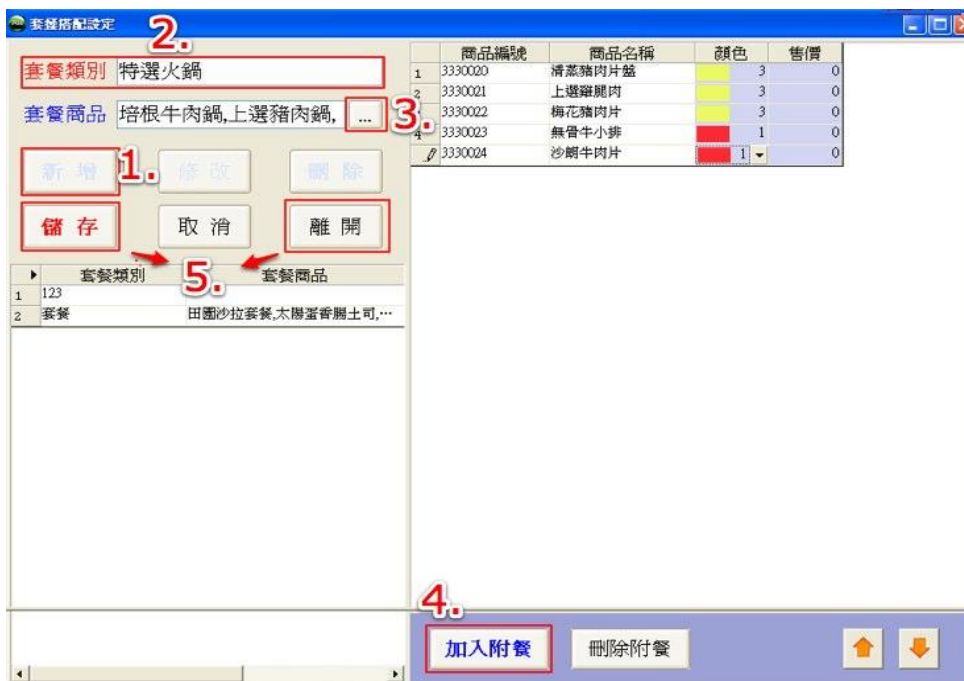 套餐搭配設定
2.
套餐類別 特選火鍋
套餐商品 培根牛肉鍋,上選豬肉鍋, ...
3.
新 增 修 改 刪 除
1.
儲 存 取 消 離 開
5.
套餐類別 套餐商品
1 123
2 套餐 田園沙拉套餐,太陽蛋香腸土司,…
商品編號 商品名稱 顏色 售價
1 3330020 清蒸豬肉片盤 3 0
2 3330021 上選雞腿肉 3 0
3330022 梅花豬肉片 3 0
4 3330023 無骨牛小排 1 0
3330024 沙朗牛肉片 1 0
4.
加入附餐 刪除附餐